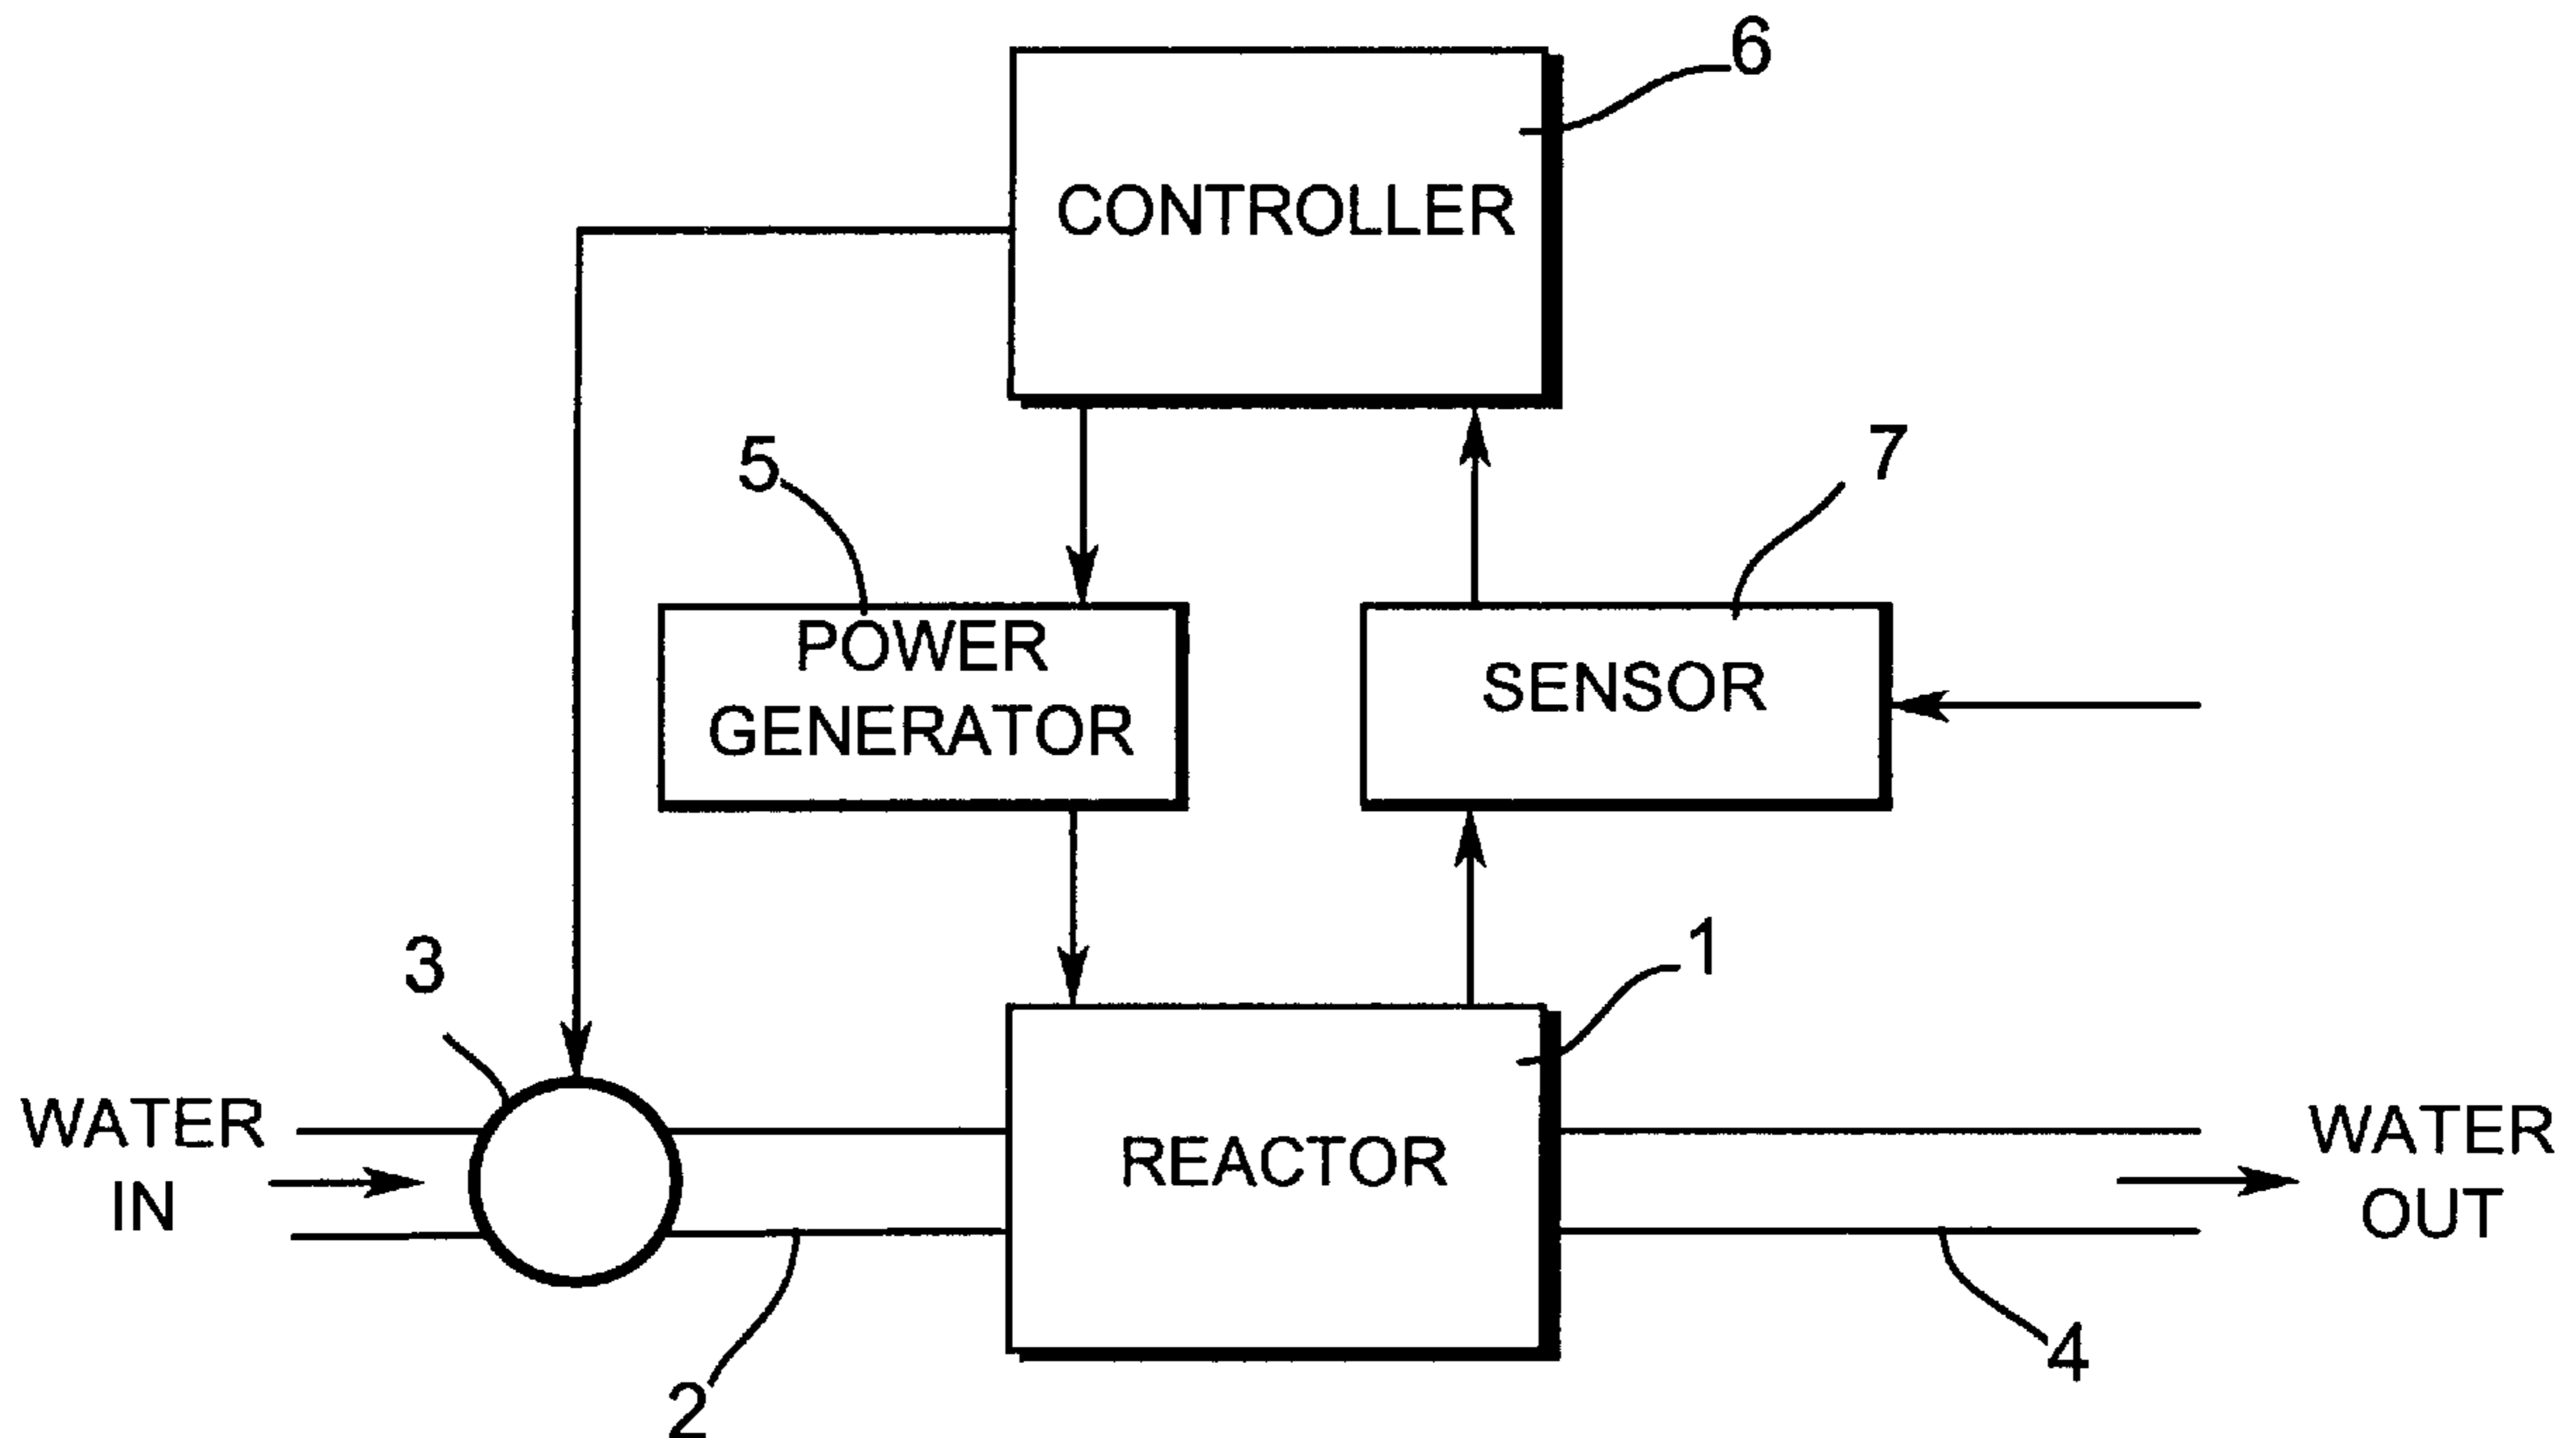 6
CONTROLLER
5
7
POWER
GENERATOR
SENSOR
3
1
WATER
IN
REACTOR
WATER
OUT
2
4